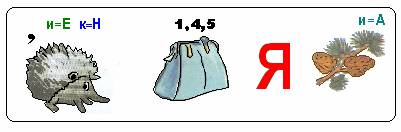 и=Е к=Н
,
1,4,5
Я
и=А